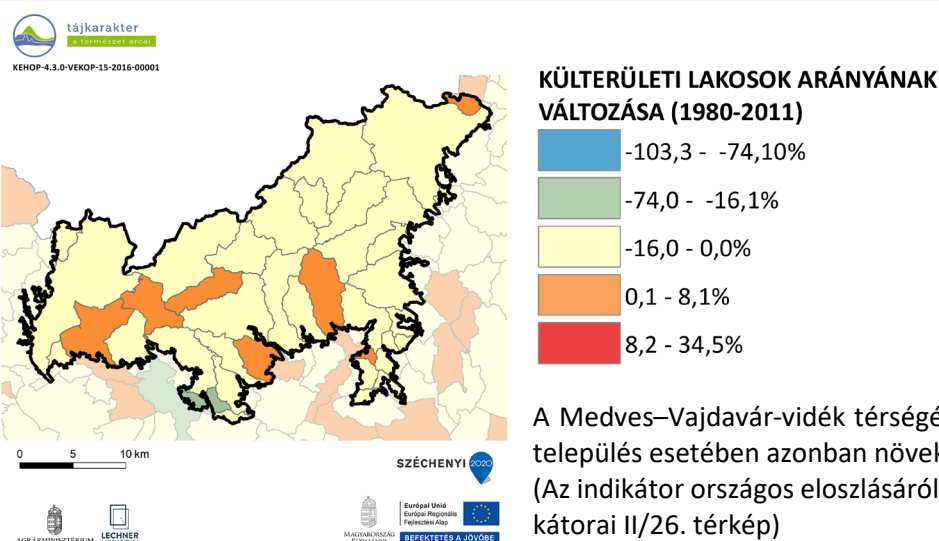 tájkarakter
a természet arcai
KEHOP-4.3.0-VEKOP-15-2016-00001
KÜLTERÜLETI LAKOSOK ARÁNYÁNAK
VÁLTOZÁSA (1980-2011)
-103,3 - -74,10%
-74,0 - -16,1%
-16,0 - 0,0%
0,1 - 8,1%
8,2 - 34,5%
A Medves–Vajdavár-vidék térségé
település esetében azonban növek
(Az indikátor országos eloszlásáról
kátorai II/26. térkép)
0 5 10 km
SZÉCHENYI 2020
AGRÁRMINISZTÉRIUM
LECHNER
MAGYARORSZÁG
KORMÁNYA
Európai Unió
Európai Regionális
Fejlesztési Alap
BEFEKTETÉS A JÖVŐBE